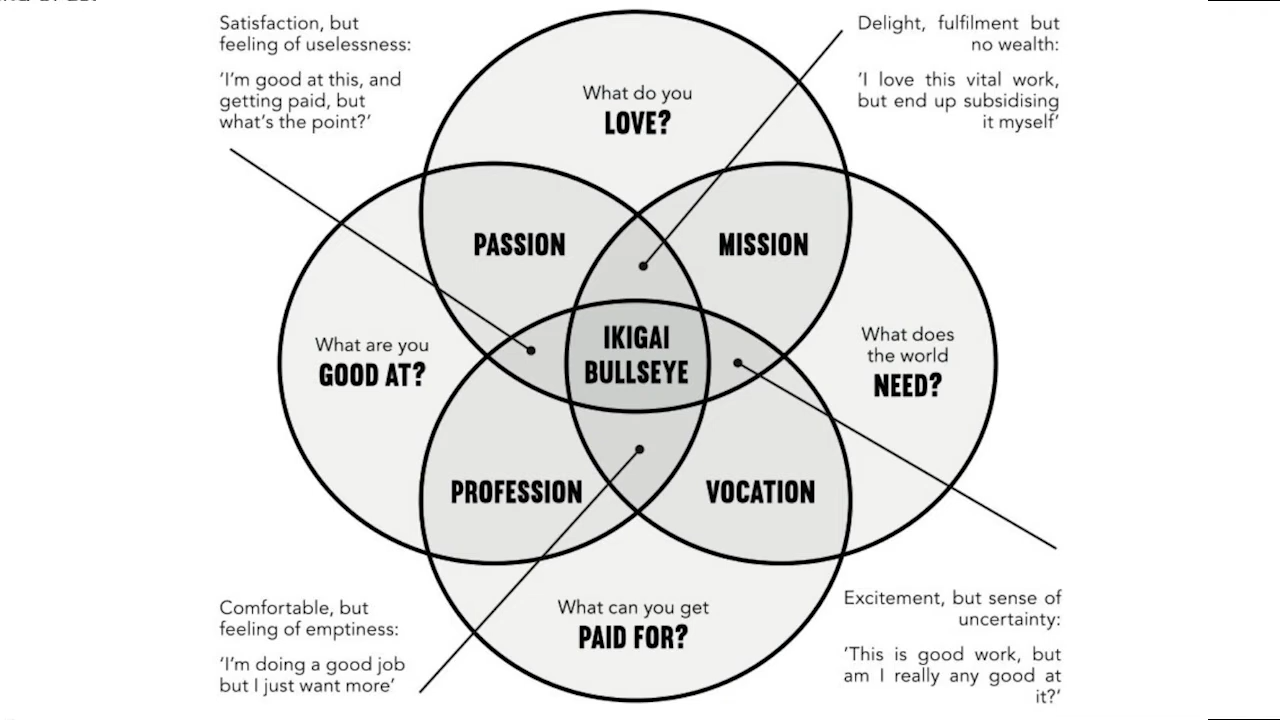 Satisfaction, but
feeling of uselessness:
‘I’m good at this, and
getting paid, but
what’s the point?’
Delight, fulfilment but
no wealth:
‘I love this vital work,
but end up subsidising
it myself’
What do you
LOVE?
PASSION
MISSION
What are you
GOOD AT?
IKIGAI
BULLSEYE
What does
the world
NEED?
PROFESSION
VOCATION
What can you get
PAID FOR?
Comfortable, but
feeling of emptiness:
‘I’m doing a good job
but I just want more’
Excitement, but sense of
uncertainty:
‘This is good work, but
am I really any good at
it?’